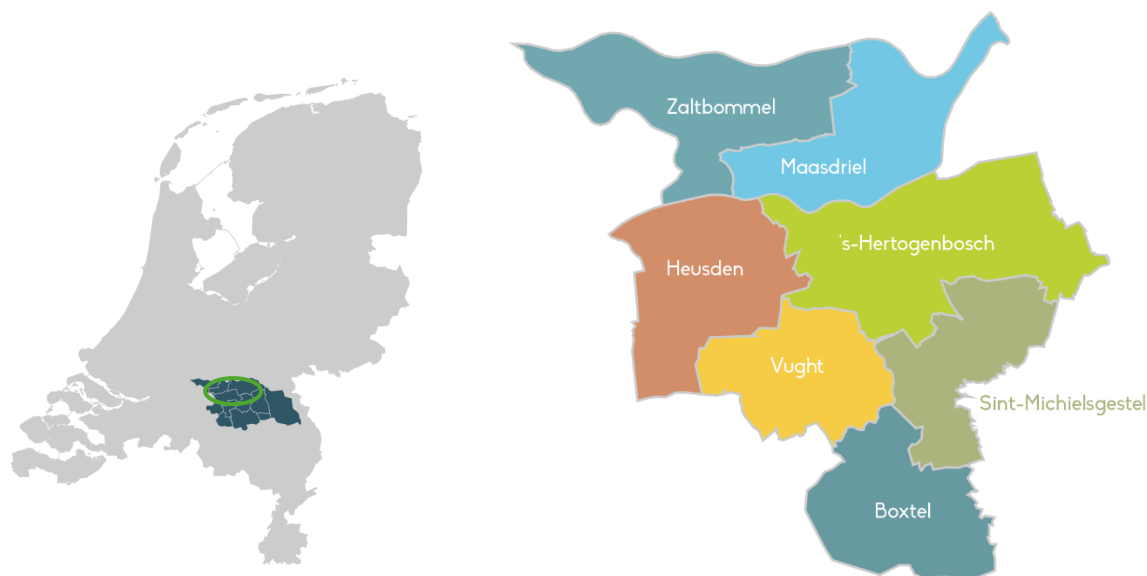 Zaltbommel
Maasdriel
's-Hertogenbosch
Heusden
Vught
Sint-Michielsgestel
Boxtel